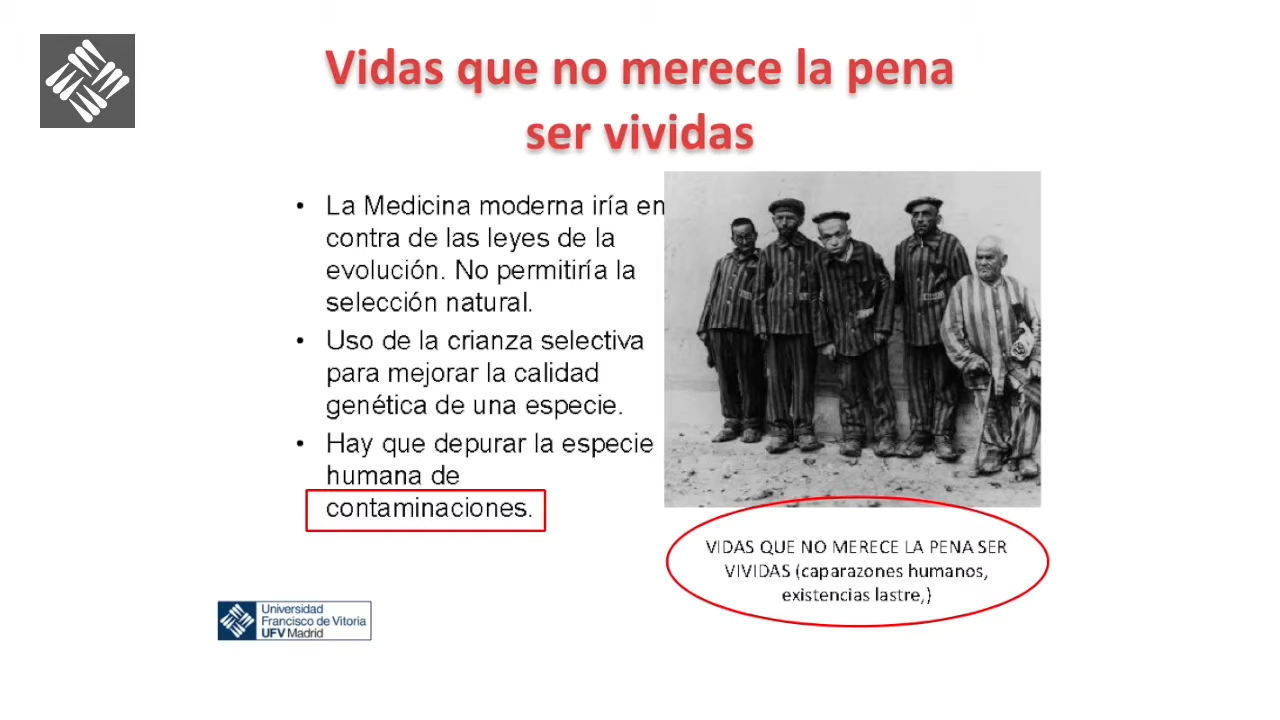 Vidas que no merece la pena
ser vividas
• La Medicina moderna iría en
contra de las leyes de la
evolución. No permitiría la
selección natural.
• Uso de la crianza selectiva
para mejorar la calidad
genética de una especie.
• Hay que depurar la especie
humana de
contaminaciones.
VIDAS QUE NO MERECE LA PENA SER
VIVIDAS (caparazones humanos,
existencias lastre,)
Universidad
Francisco de Vitoria
UFV Madrid